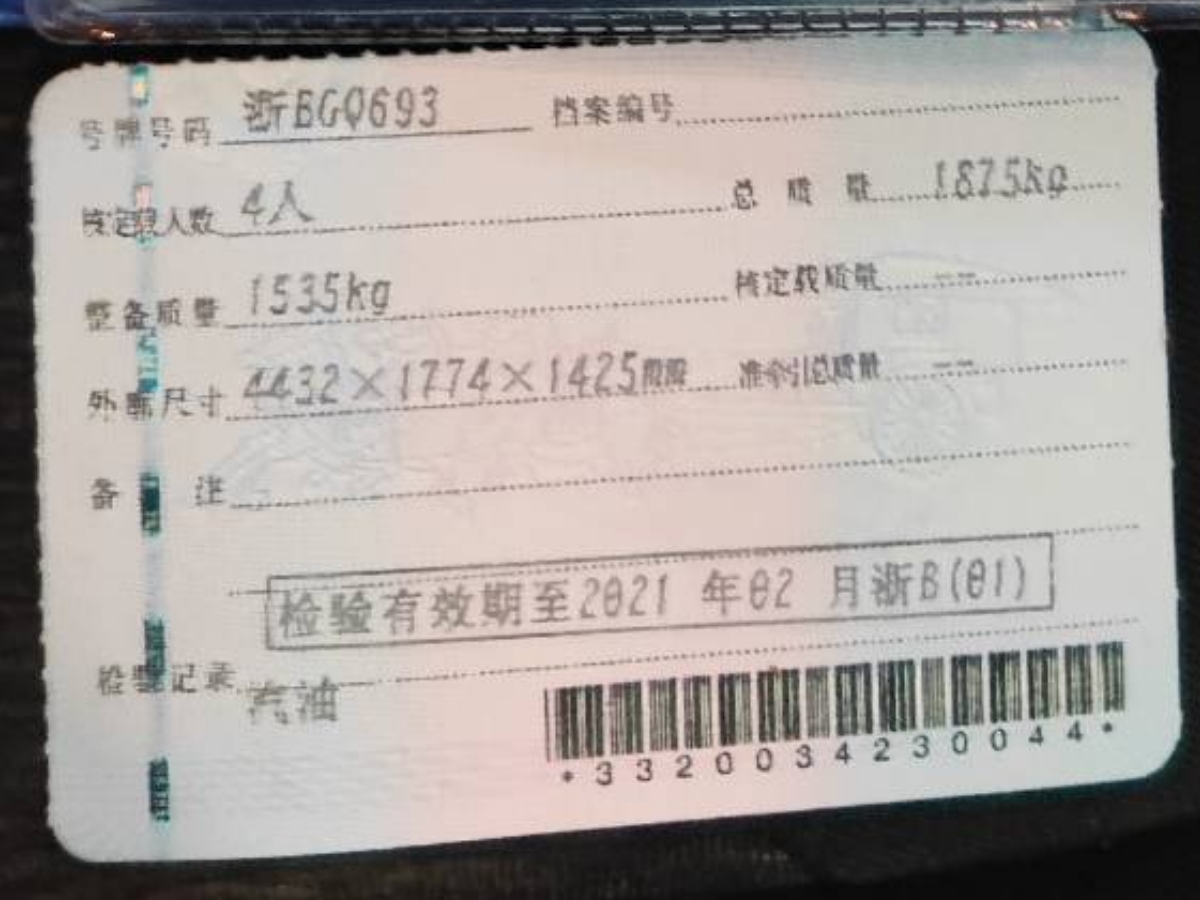 号牌号码 浙BGQ693 档案编号
核定载人数 4人 总质量 1875kg
整备质量 1535kg 核定载质量 -- --
外廓尺寸 4432×1774×1425mm 准牵引总质量 -- --
备注
检验有效期至2021 年02 月浙B(01)
检验记录
汽油
*3320034230044*